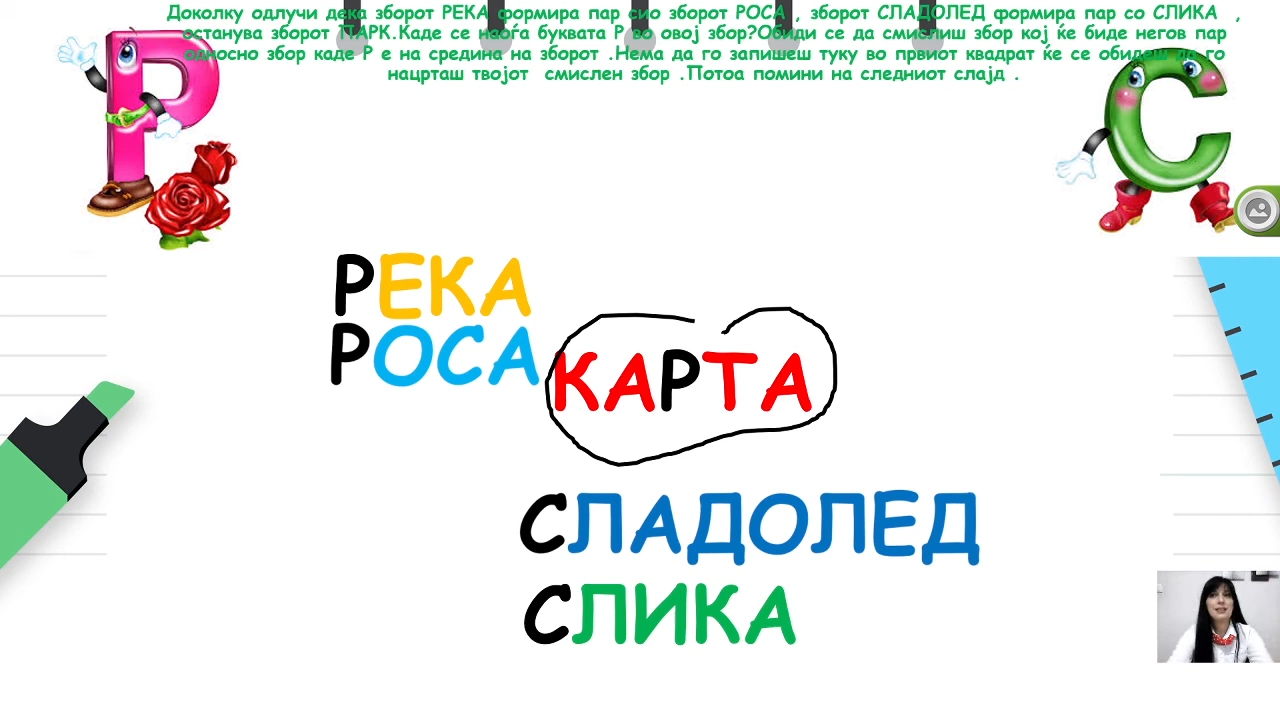 Доколку одлучи дека зборот РЕКА формира пар сио зборот РОСА , зборот СЛАДОЛЕД формира пар со СЛИКА ,
останува зборот ПАРК.Каде се наоѓа буквата Р во овој збор?Обиди се да смислиш збор кој ќе биде негов пар
односно збор каде Р е на средина на зборот .Нема да го запишеш туку во првиот квадрат ќе се обидеш да го
нацрташ твојот смислен збор .Потоа помини на следниот слајд .
Р
С
РЕКА
РОСА
КАРТА
СЛАДОЛЕД
СЛИКА